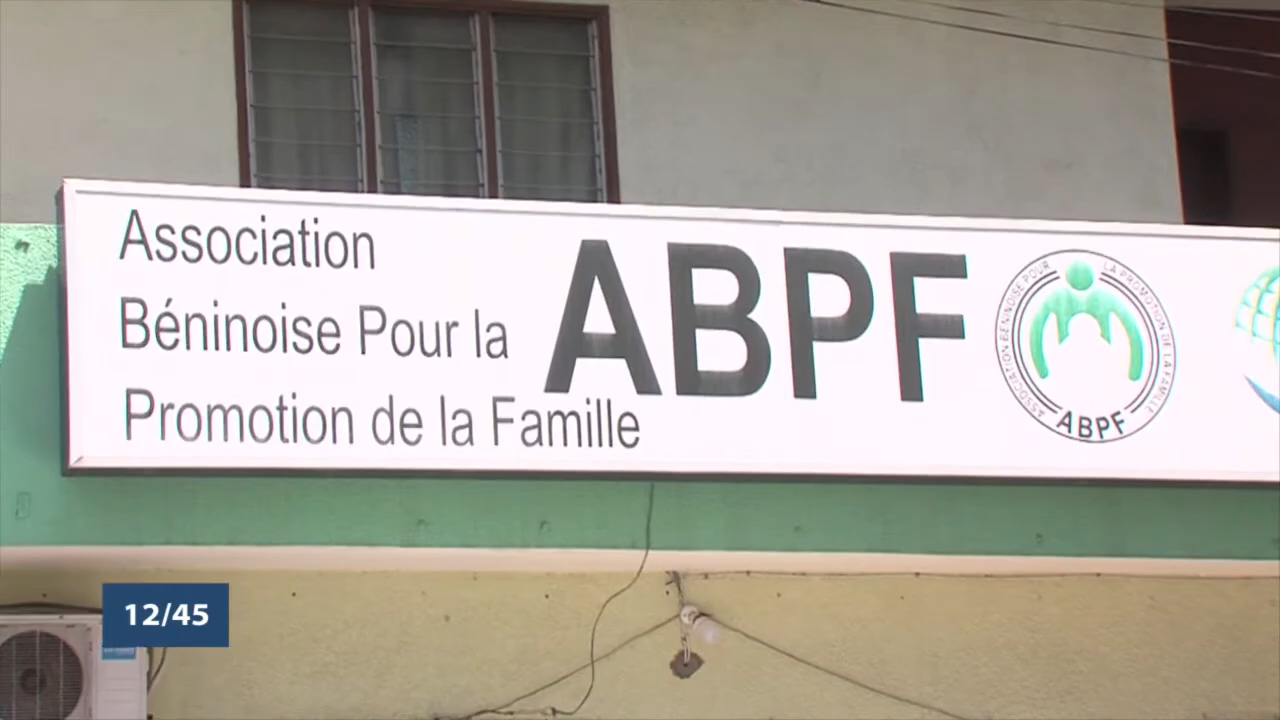 Association
Béninoise Pour la
Promotion de la Famille
ABPF
ASSOCIATION BÉNINOISE POUR LA PROMOTION DE LA FAMILLE
ABPF
12/45